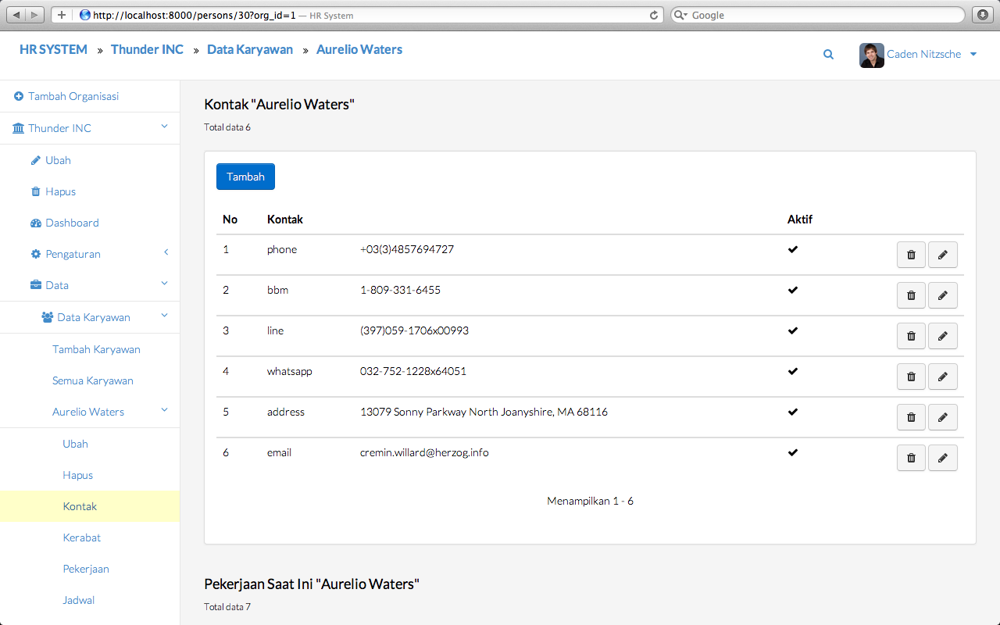 http://localhost:8000/persons/30?org_id=1 — HR System
Google
HR SYSTEM » Thunder INC » Data Karyawan » Aurelio Waters
Caden Nitzsche
Tambah Organisasi
Thunder INC
Ubah
Hapus
Dashboard
Pengaturan
Data
Data Karyawan
Tambah Karyawan
Semua Karyawan
Aurelio Waters
Ubah
Hapus
Kontak
Kerabat
Pekerjaan
Jadwal
Kontak "Aurelio Waters"
Total data 6
Tambah
No Kontak Aktif
1 phone +03(3)4857694727
2 bbm 1-809-331-6455
3 line (397)059-1706x00993
4 whatsapp 032-752-1228x64051
5 address 13079 Sonny Parkway North Joanyshire, MA 68116
6 email cremin.willard@herzog.info
Menampilkan 1 - 6
Pekerjaan Saat Ini "Aurelio Waters"
Total data 7